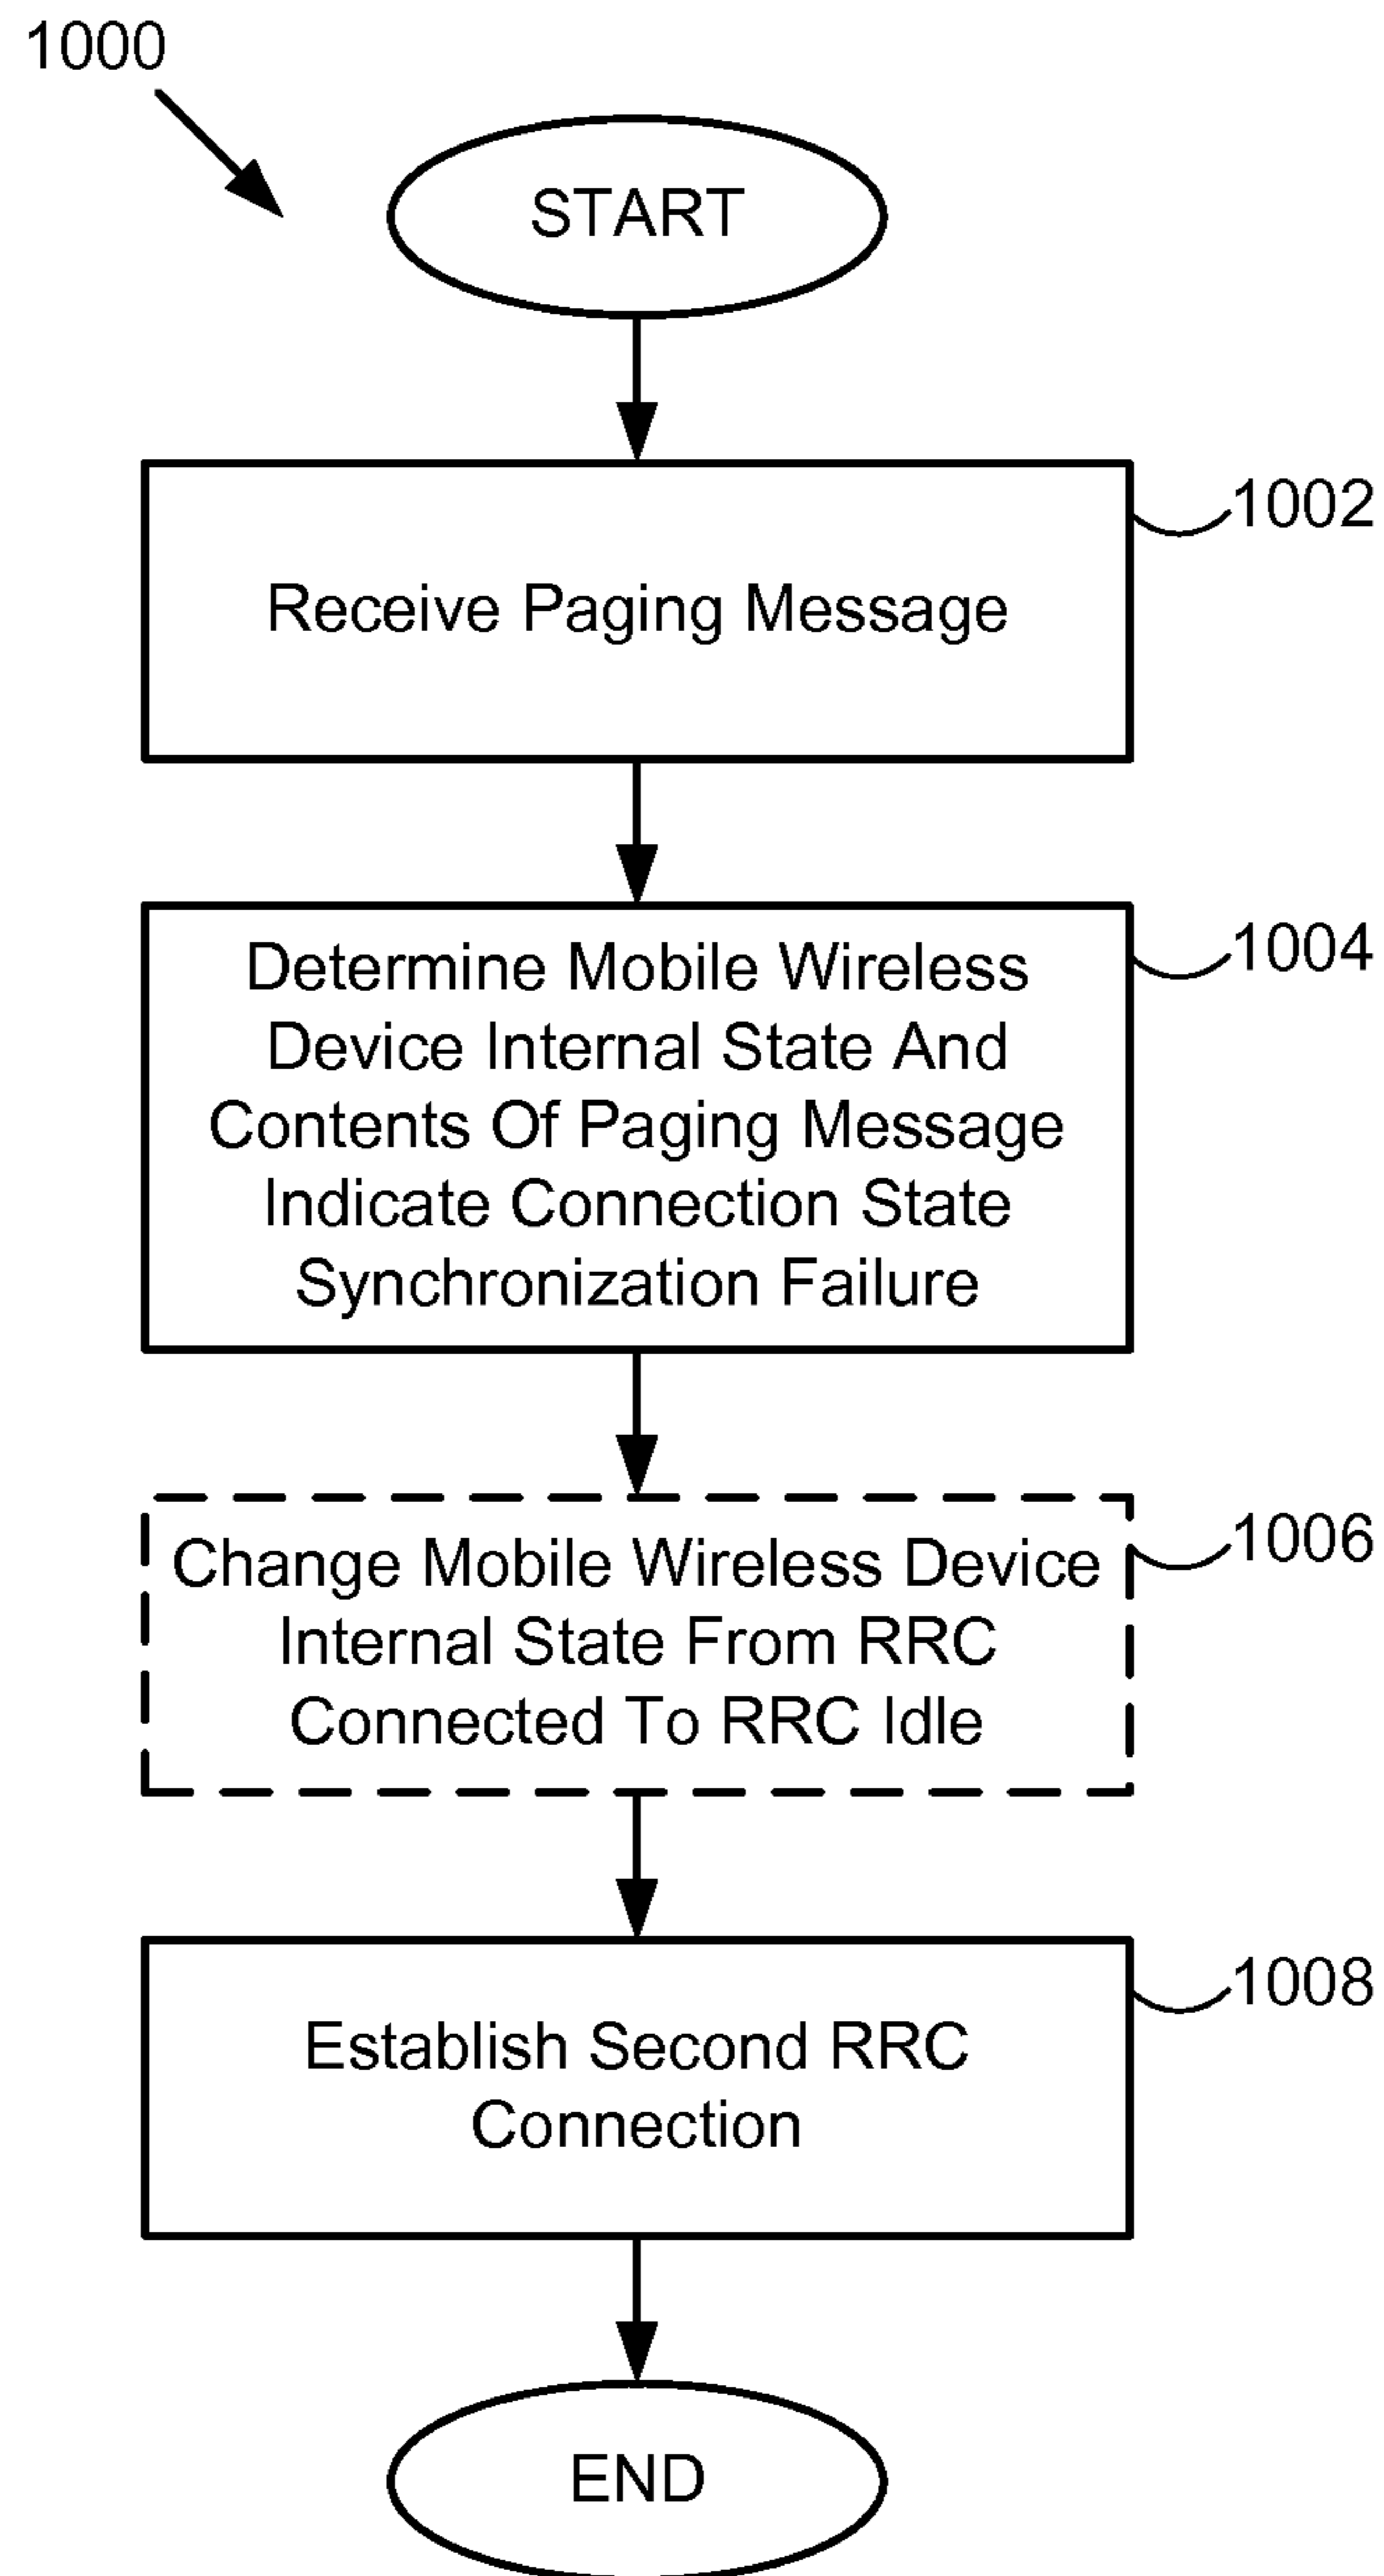 1000
START
1002
Receive Paging Message
1004
Determine Mobile Wireless
Device Internal State And
Contents Of Paging Message
Indicate Connection State
Synchronization Failure
1006
Change Mobile Wireless Device
Internal State From RRC
Connected To RRC Idle
1008
Establish Second RRC
Connection
END